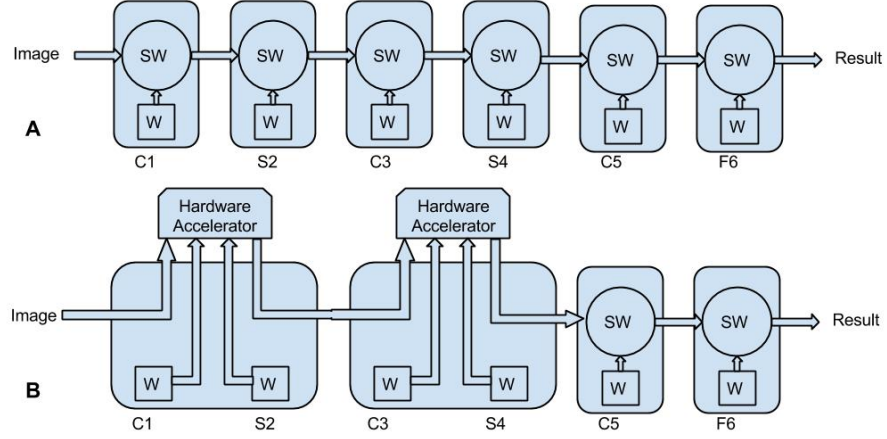 Image
SW
SW
SW
SW
SW
SW
Result
W
W
W
W
W
W
A
C1
S2
C3
S4
C5
F6
Hardware
Accelerator
Hardware
Accelerator
Image
SW
SW
Result
W
W
W
W
W
W
B
C1
S2
C3
S4
C5
F6